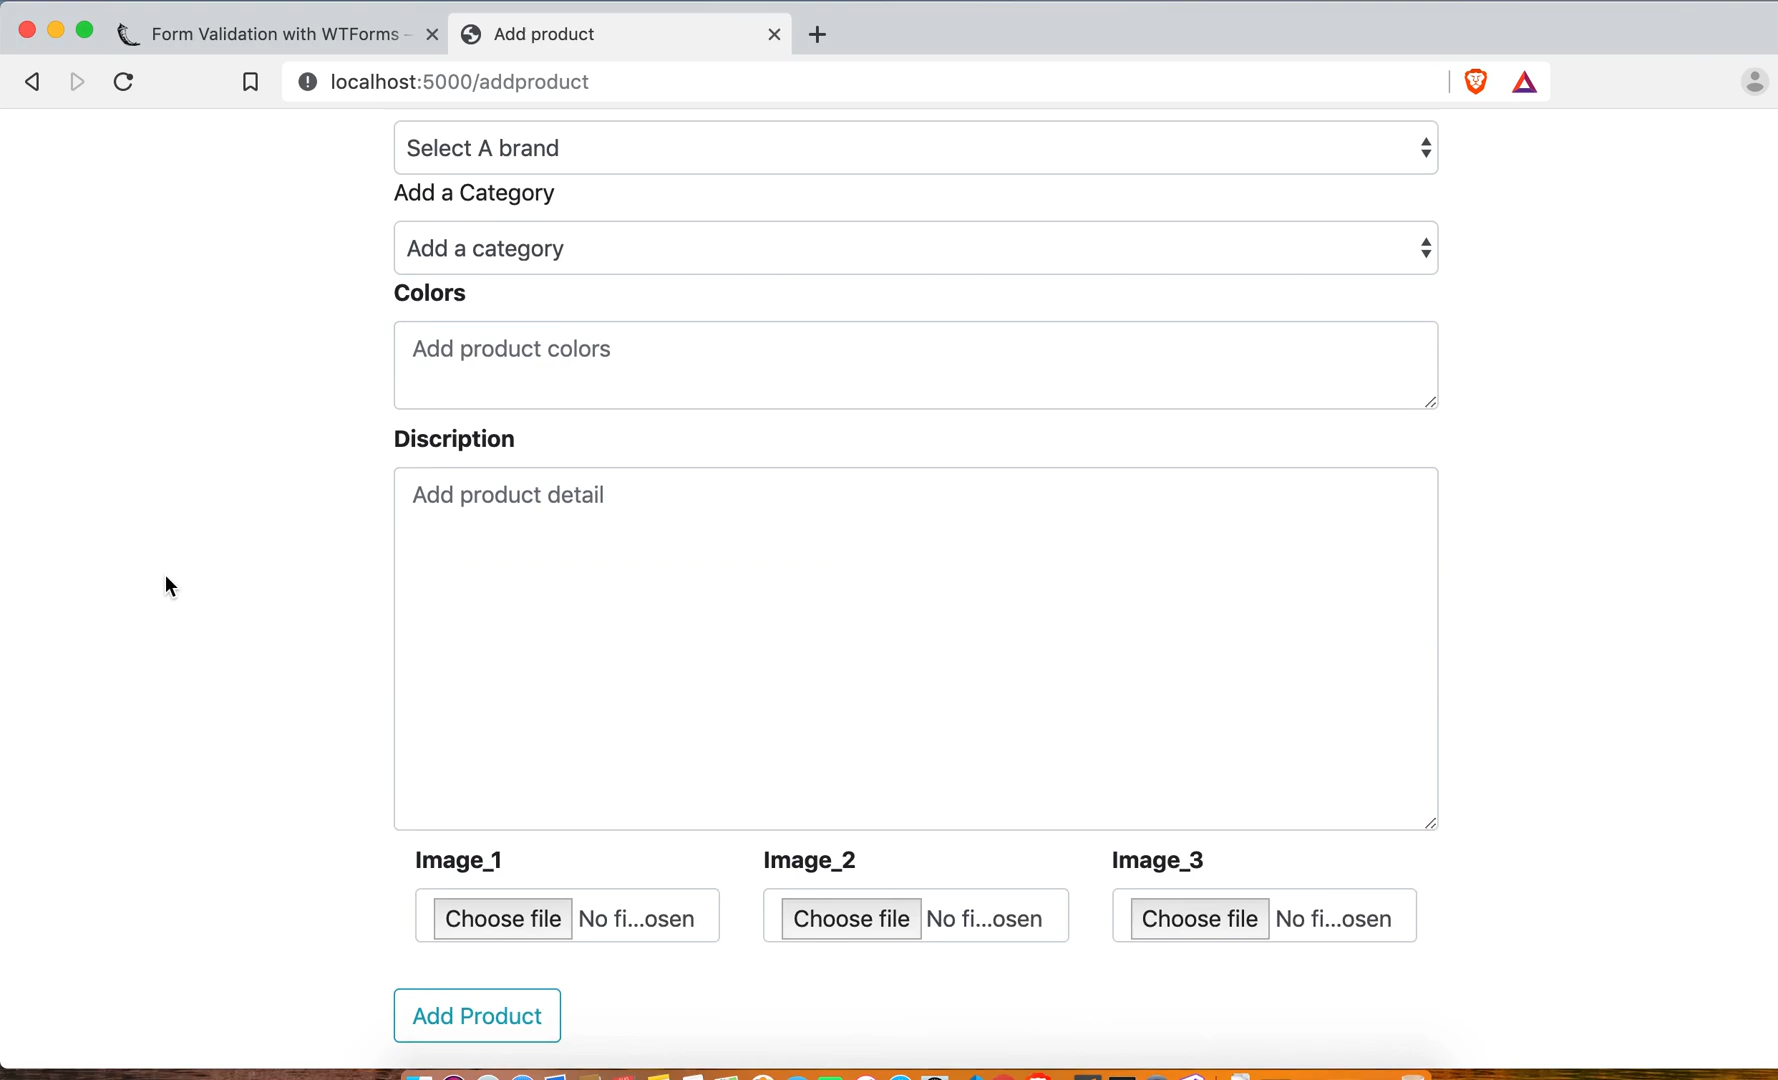 Form Validation with WTForms –
Add product
localhost:5000/addproduct
Select A brand
Add a Category
Add a category
Colors
Add product colors
Discription
Add product detail
Image_1
Image_2
Image_3
Choose file No fi...osen
Choose file No fi...osen
Choose file No fi...osen
Add Product